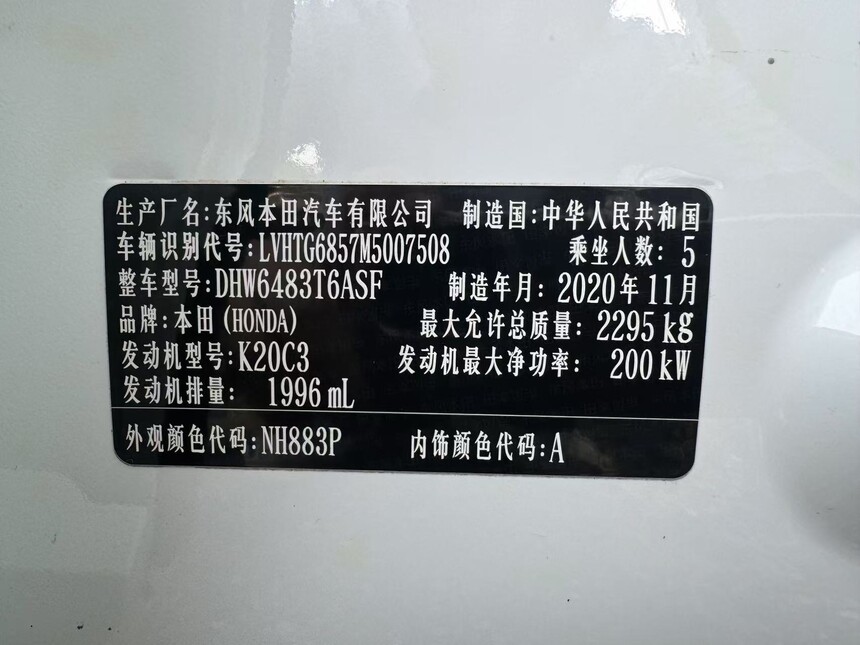 生产厂名:东风本田汽车有限公司 制造国:中华人民共和国
车辆识别代号:LVHTG6857M5007508 乘坐人数:5
整车型号:DHW6483T6ASF 制造年月:2020年11月
品牌:本田(HONDA) 最大允许总质量:2295kg
发动机型号:K20C3 发动机最大净功率:200kW
发动机排量:1996mL
外观颜色代码:NH883P 内饰颜色代码:A